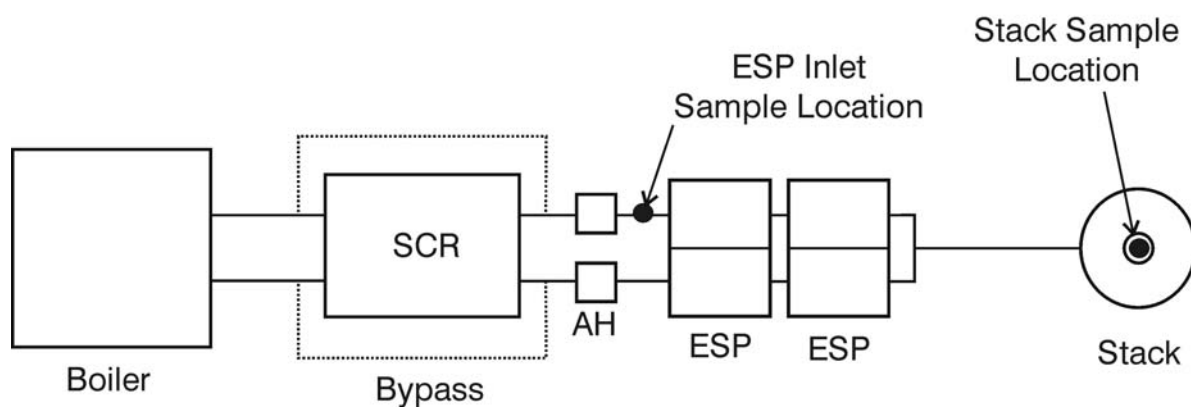 Stack Sample
Location
ESP Inlet
Sample Location
SCR
AH
ESP
ESP
Boiler
Bypass
Stack